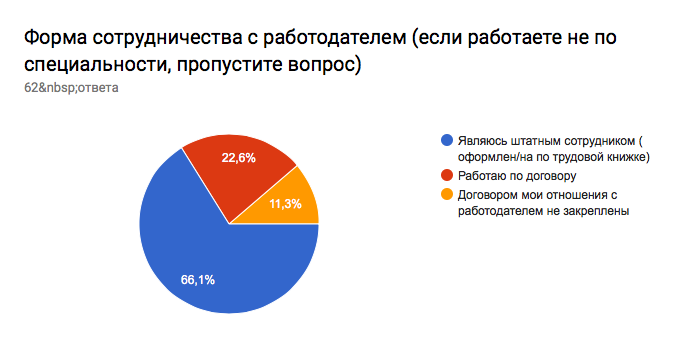 Форма сотрудничества с работодателем (если работаете не по
специальности, пропустите вопрос)
62&nbsp;ответа
22,6%
11,3%
66,1%
Являюсь штатным сотрудником (
оформлен/на по трудовой книжке)
Работаю по договору
Договором мои отношения с
работодателем не закреплены